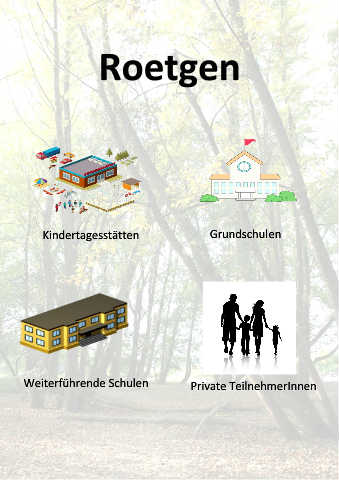 Roetgen
Kindertagesstätten
Grundschulen
Weiterführende Schulen
Private TeilnehmerInnen